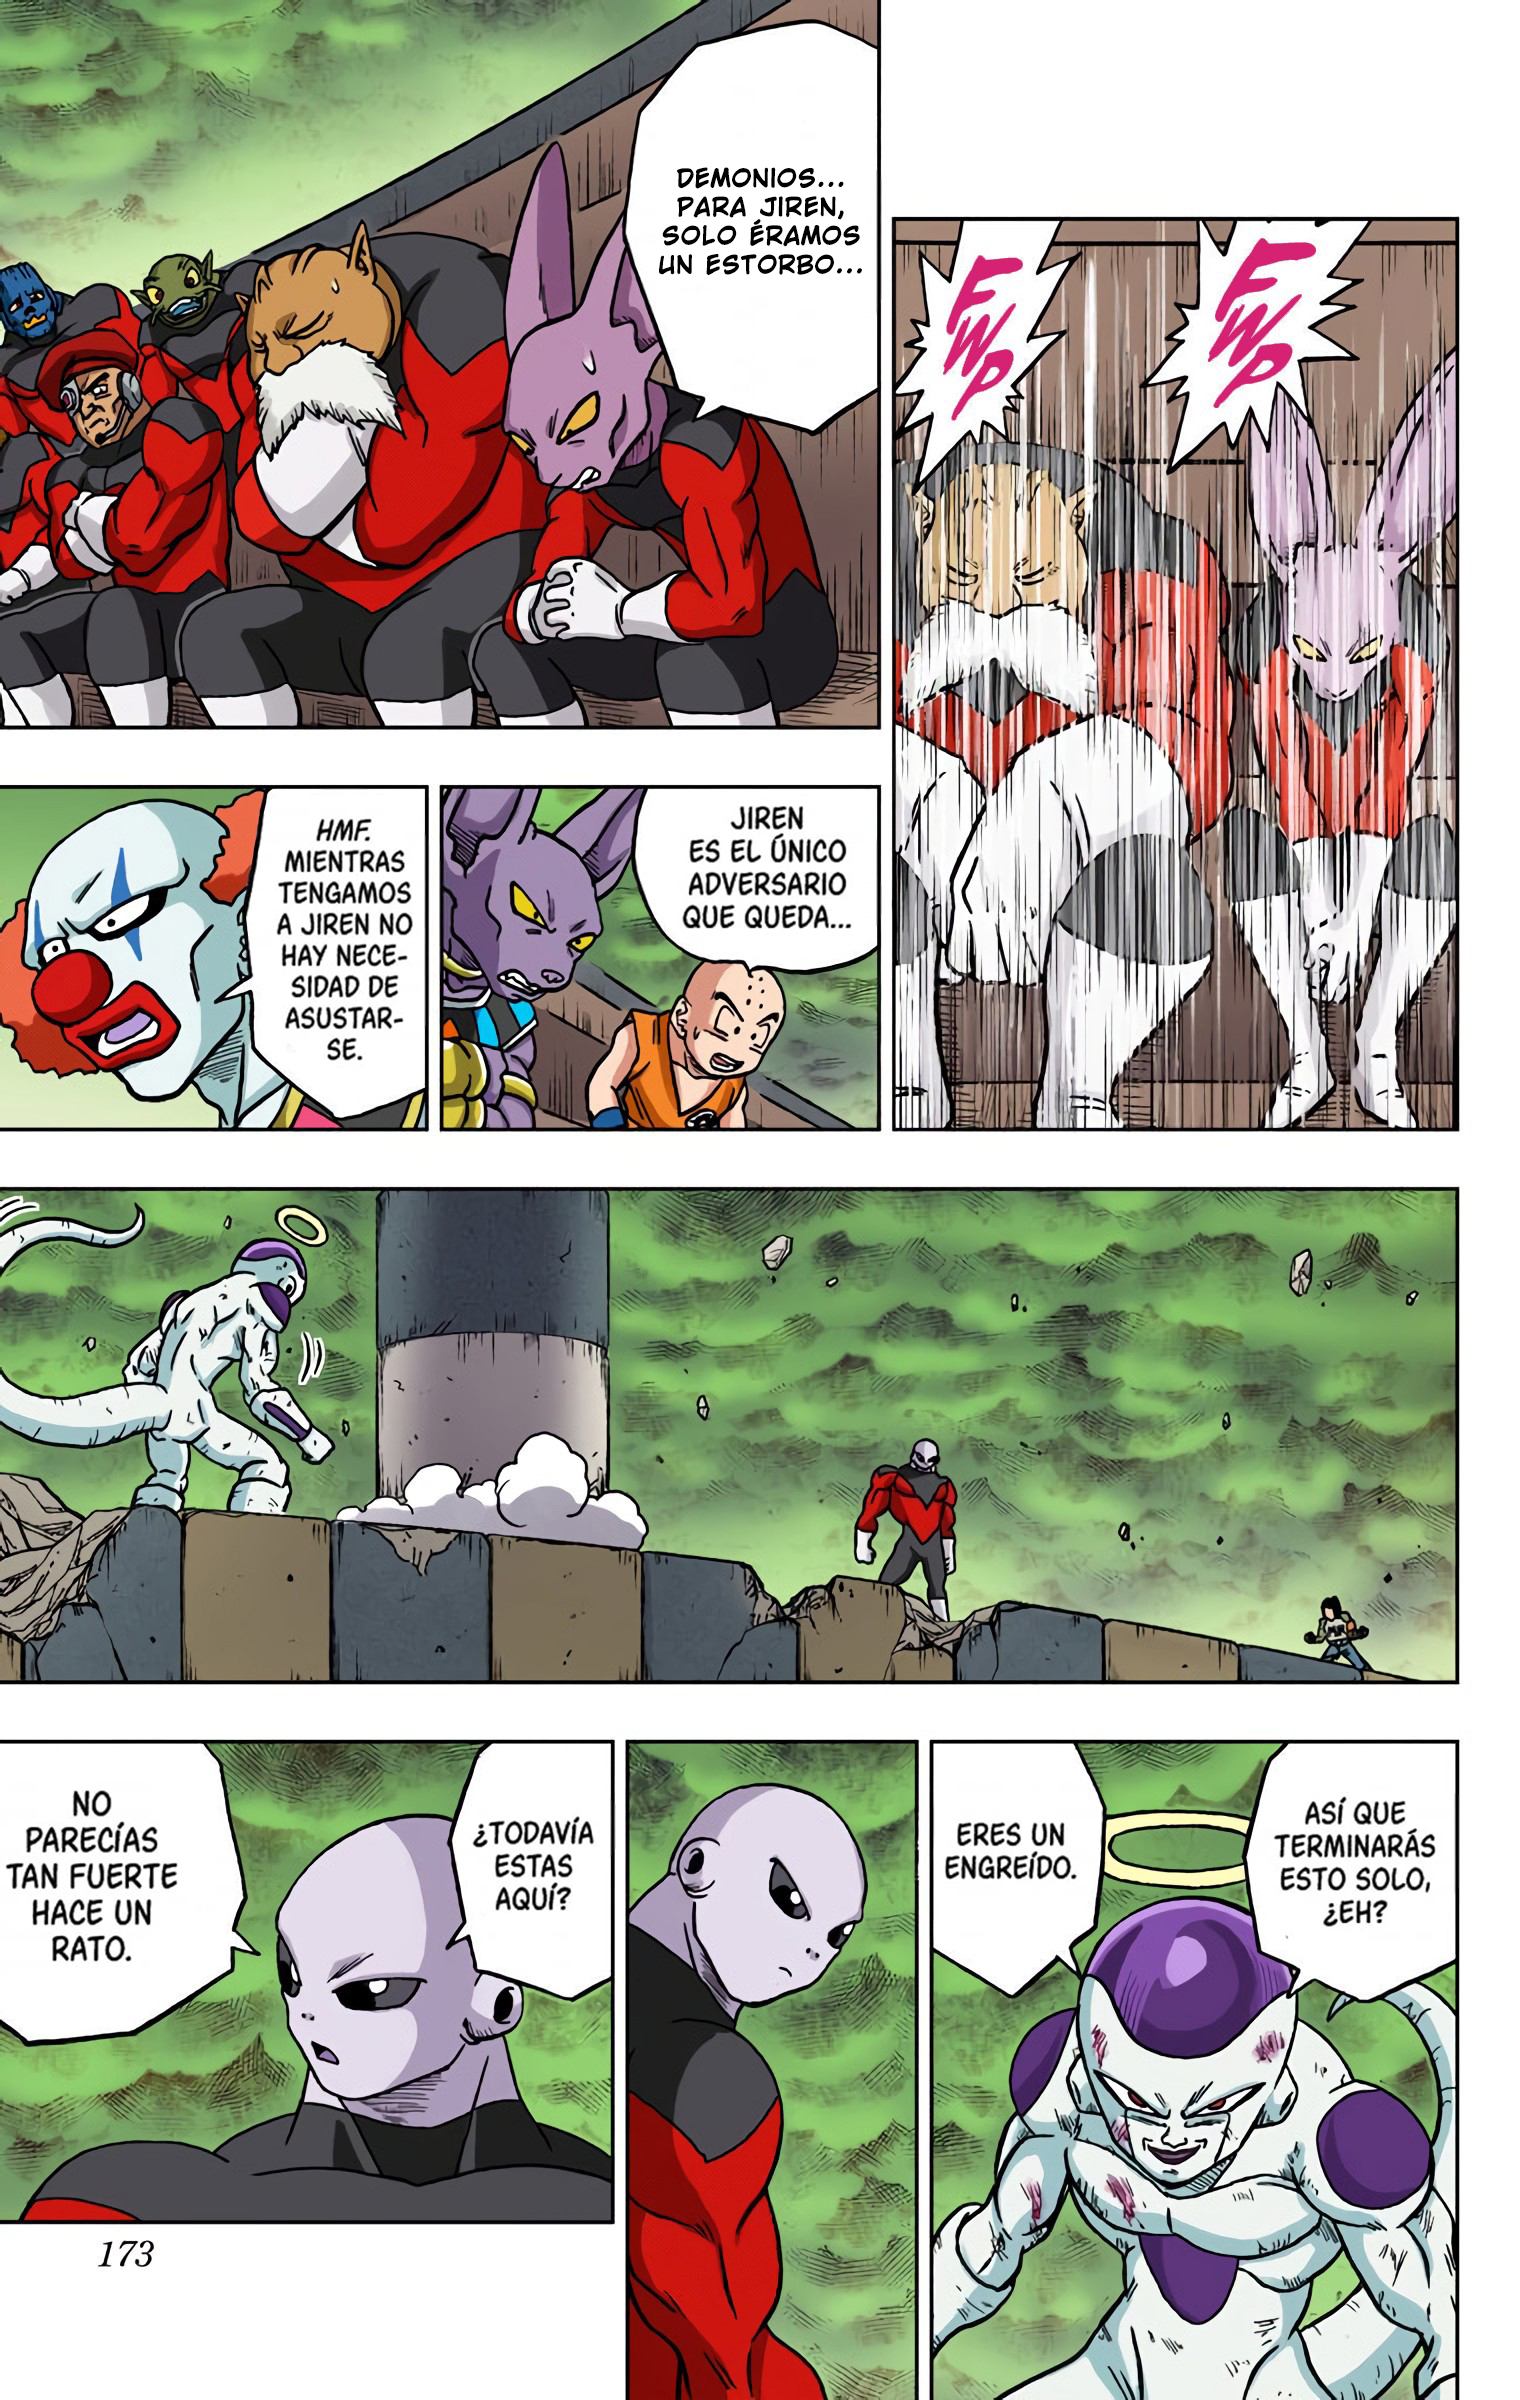 FWP
FWP
DEMONIOS...
PARA JIREN,
SOLO ÉRAMOS
UN ESTORBO...
JIREN
ES EL ÚNICO
ADVERSARIO
QUE QUEDA...
HMF.
MIENTRAS
TENGAMOS
A JIREN NO
HAY NECE-
SIDAD DE
ASUSTAR-
SE.
ASÍ QUE
TERMINARÁS
ESTO SOLO,
¿EH?
ERES UN
ENGREÍDO.
¿TODAVÍA
ESTAS
AQUÍ?
NO
PARECÍAS
TAN FUERTE
HACE UN
RATO.
173